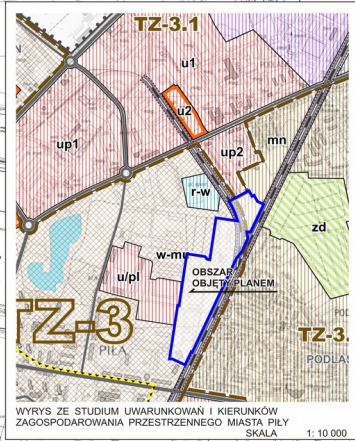 TZ-3.1
u1
u2
up1
up2
mn
r-w
zd
w-mu
u/pl
OBSZAR
OBJĘTY PLANEM
TZ-3
TZ-3.
PIŁA
WYRYS ZE STUDIUM UWARUNKOWAŃ I KIERUNKÓW
ZAGOSPODAROWANIA PRZESTRZENNEGO MIASTA PIŁY
SKALA 1: 10 000